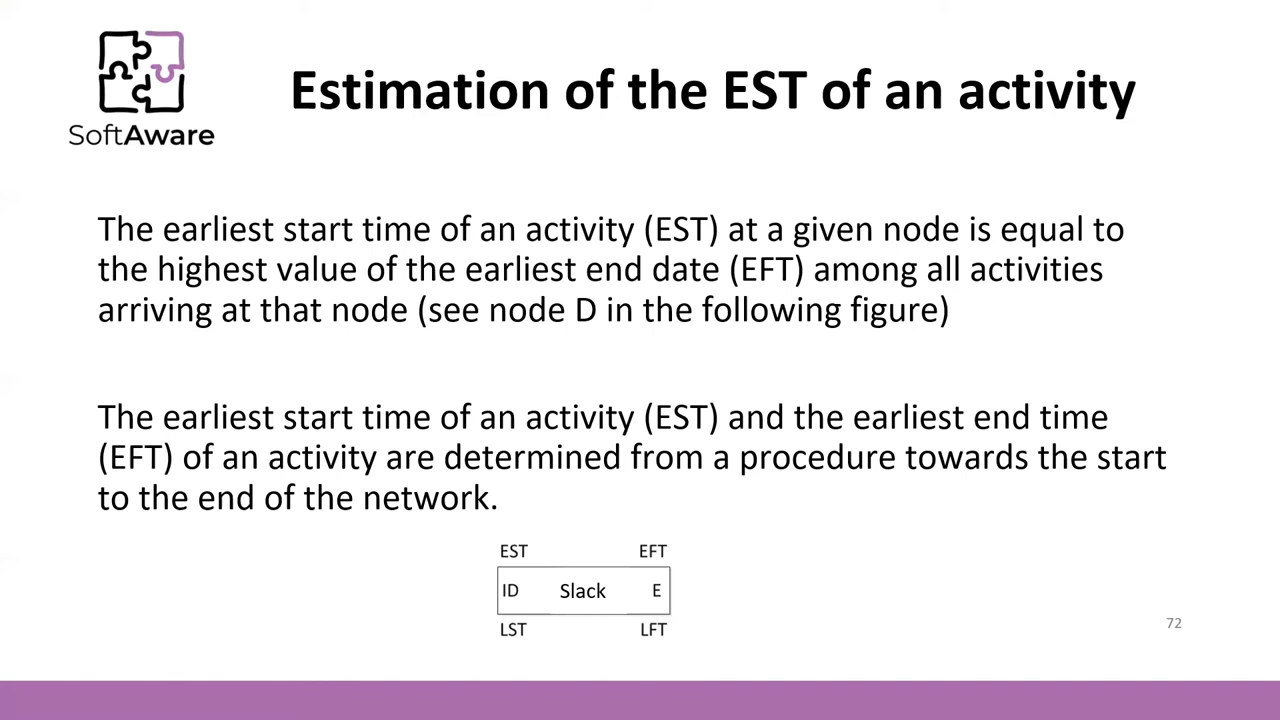 SoftAware
Estimation of the EST of an activity
The earliest start time of an activity (EST) at a given node is equal to
the highest value of the earliest end date (EFT) among all activities
arriving at that node (see node D in the following figure)
The earliest start time of an activity (EST) and the earliest end time
(EFT) of an activity are determined from a procedure towards the start
to the end of the network.
EST EFT
ID Slack E
LST LFT
72